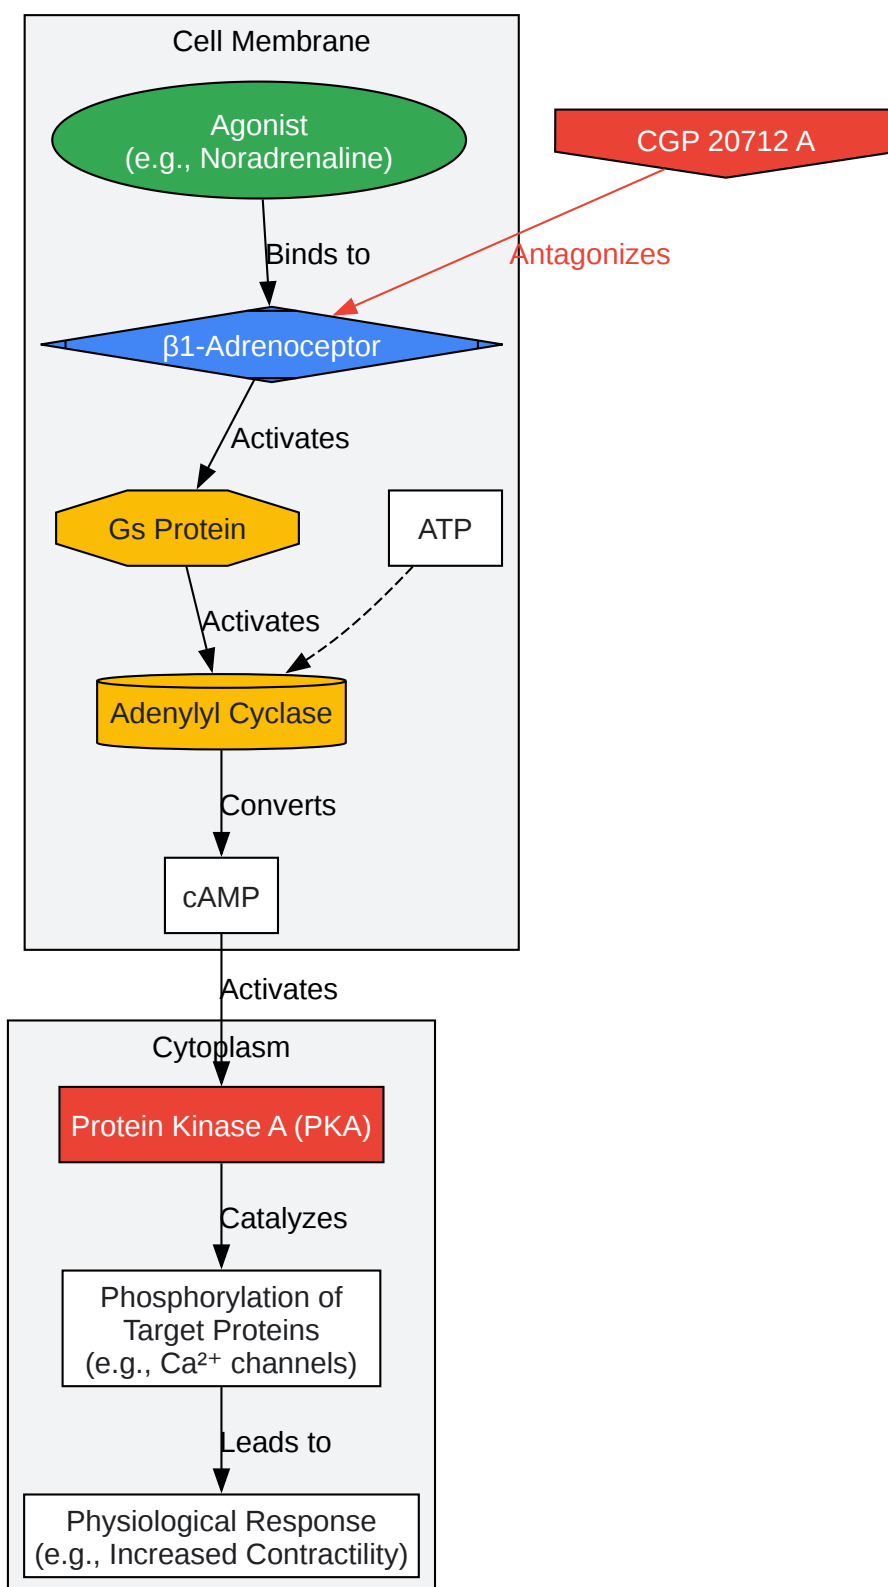 Cell Membrane
Agonist
(e.g., Noradrenaline)
CGP 20712 A
Binds to
Antagonizes
β1-Adrenoceptor
Activates
Gs Protein
ATP
Activates
Adenylyl Cyclase
Converts
cAMP
Activates
Cytoplasm
Protein Kinase A (PKA)
Catalyzes
Phosphorylation of
Target Proteins
(e.g., Ca²⁺ channels)
Leads to
Physiological Response
(e.g., Increased Contractility)